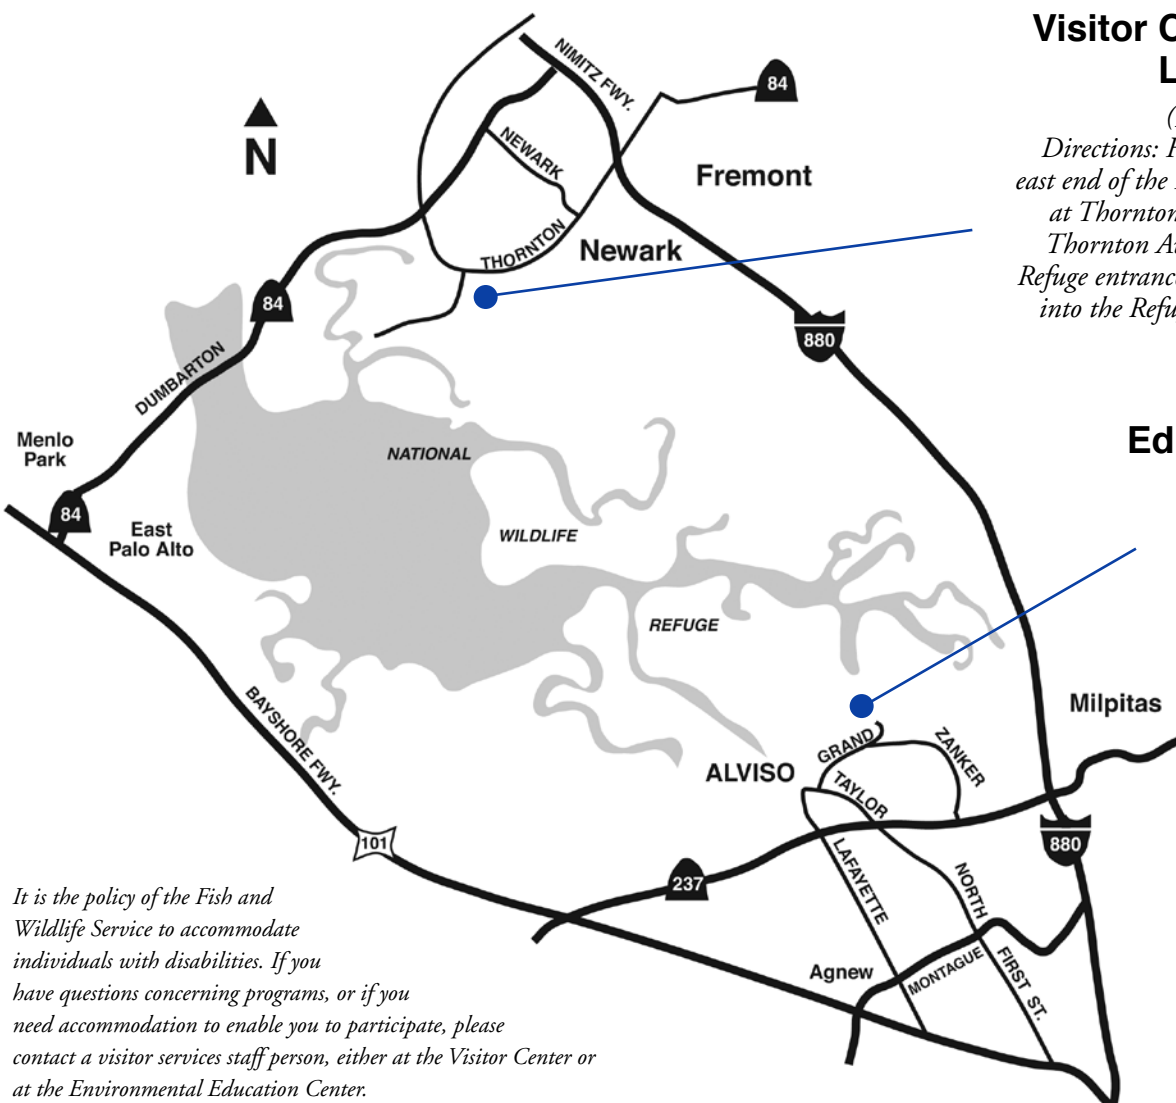 Visitor
NIMITZ FWY.
84
N
NEWARK
Fremont
Directions:
east end of the
at Thornton
THORNTON
Newark
Thornton
Refuge
into the
84
880
DUMBARTON
Menlo
Park
NATIONAL
84
East
Palo Alto
WILDLIFE
REFUGE
BAYSHORE FWY.
Milpitas
GRAND
ZANKER
ALVISO
TAYLOR
101
880
LAFAYETTE
237
NORTH
FIRST ST.
Agnew
MONTAGUE
It is the policy of the Fish and
Wildlife Service to accommodate
individuals with disabilities. If you
have questions concerning programs, or if you
need accommodation to enable you to participate, please
contact a visitor services staff person, either at the Visitor Center or
at the Environmental Education Center.